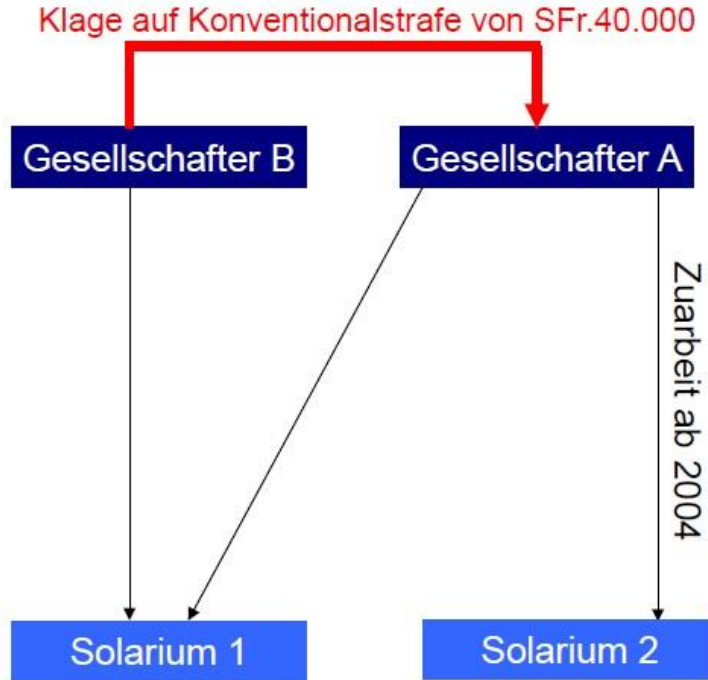 Klage auf Konventionalstrafe von SFr.40.000
Gesellschafter B
Gesellschafter A
Zuarbeit ab 2004
Solarium 1
Solarium 2